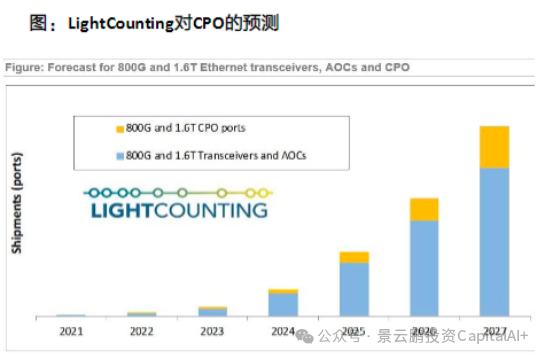 图：LightCounting对CPO的预测
Figure: Forecast for 800G and 1.6T Ethernet transceivers, AOCs and CPO
800G and 1.6T CPO ports
800G and 1.6T Transceivers and AOCs
LIGHTCOUNTING
Shipments (ports)
2021 2022 2023 2024 2025 2026 2027
公众号 · 景云鹏投资CapitalAI+